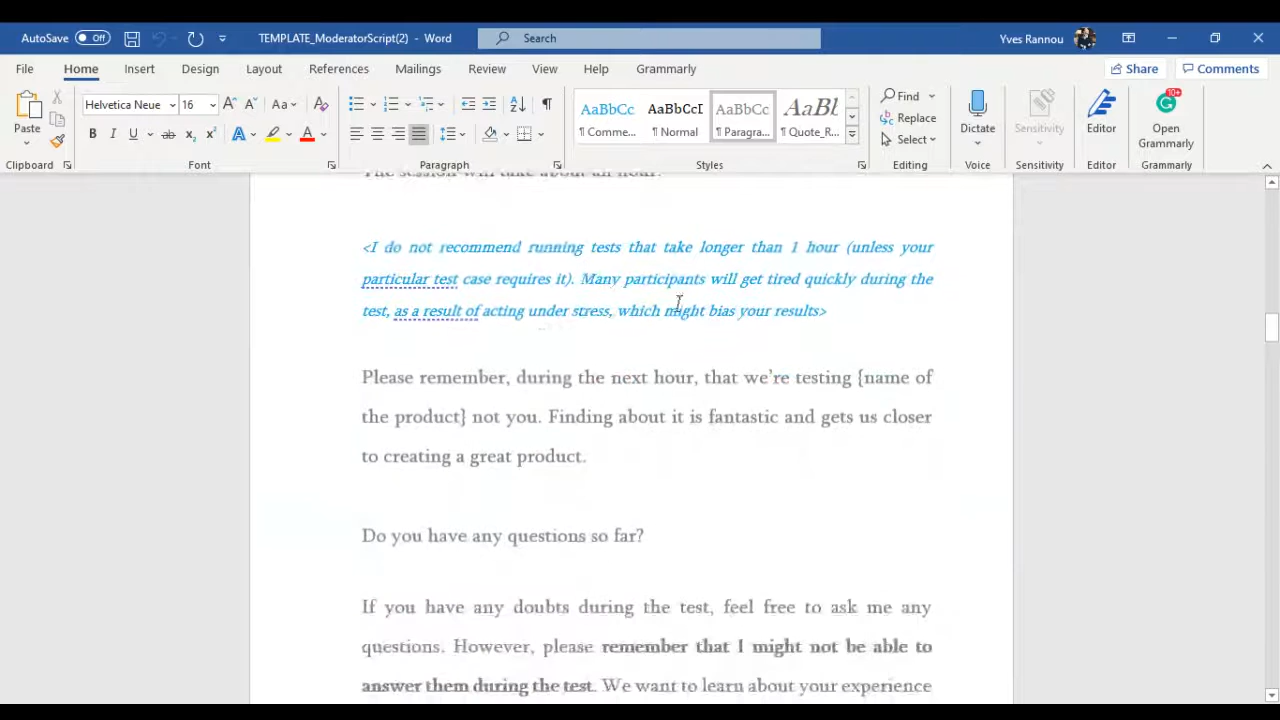 AutoSave Off TEMPLATE_ModeratorScript(2) - Word Search Yves Rannou
File Home Insert Design Layout References Mailings Review View Help Grammarly Share Comments
Paste Helvetica Neue 16 A A Aa A AaBbCc AaBbCcI AaBbCc AaBl Find Dictate Sensitivity Editor Open Grammarly 10+
¶ Comme... ¶ Normal ¶ Paragra... ¶ Quote_R... Replace
B I U ab x₂ x² A A Select
Clipboard Font Paragraph Styles Editing Voice Sensitivity Editor Grammarly
The session will take about an hour.
<I do not recommend running tests that take longer than 1 hour (unless your
particular test case requires it). Many participants will get tired quickly during the
test, as a result of acting under stress, which might bias your results>
Please remember, during the next hour, that we're testing {name of
the product} not you. Finding about it is fantastic and gets us closer
to creating a great product.
Do you have any questions so far?
If you have any doubts during the test, feel free to ask me any
questions. However, please remember that I might not be able to
answer them during the test. We want to learn about your experience